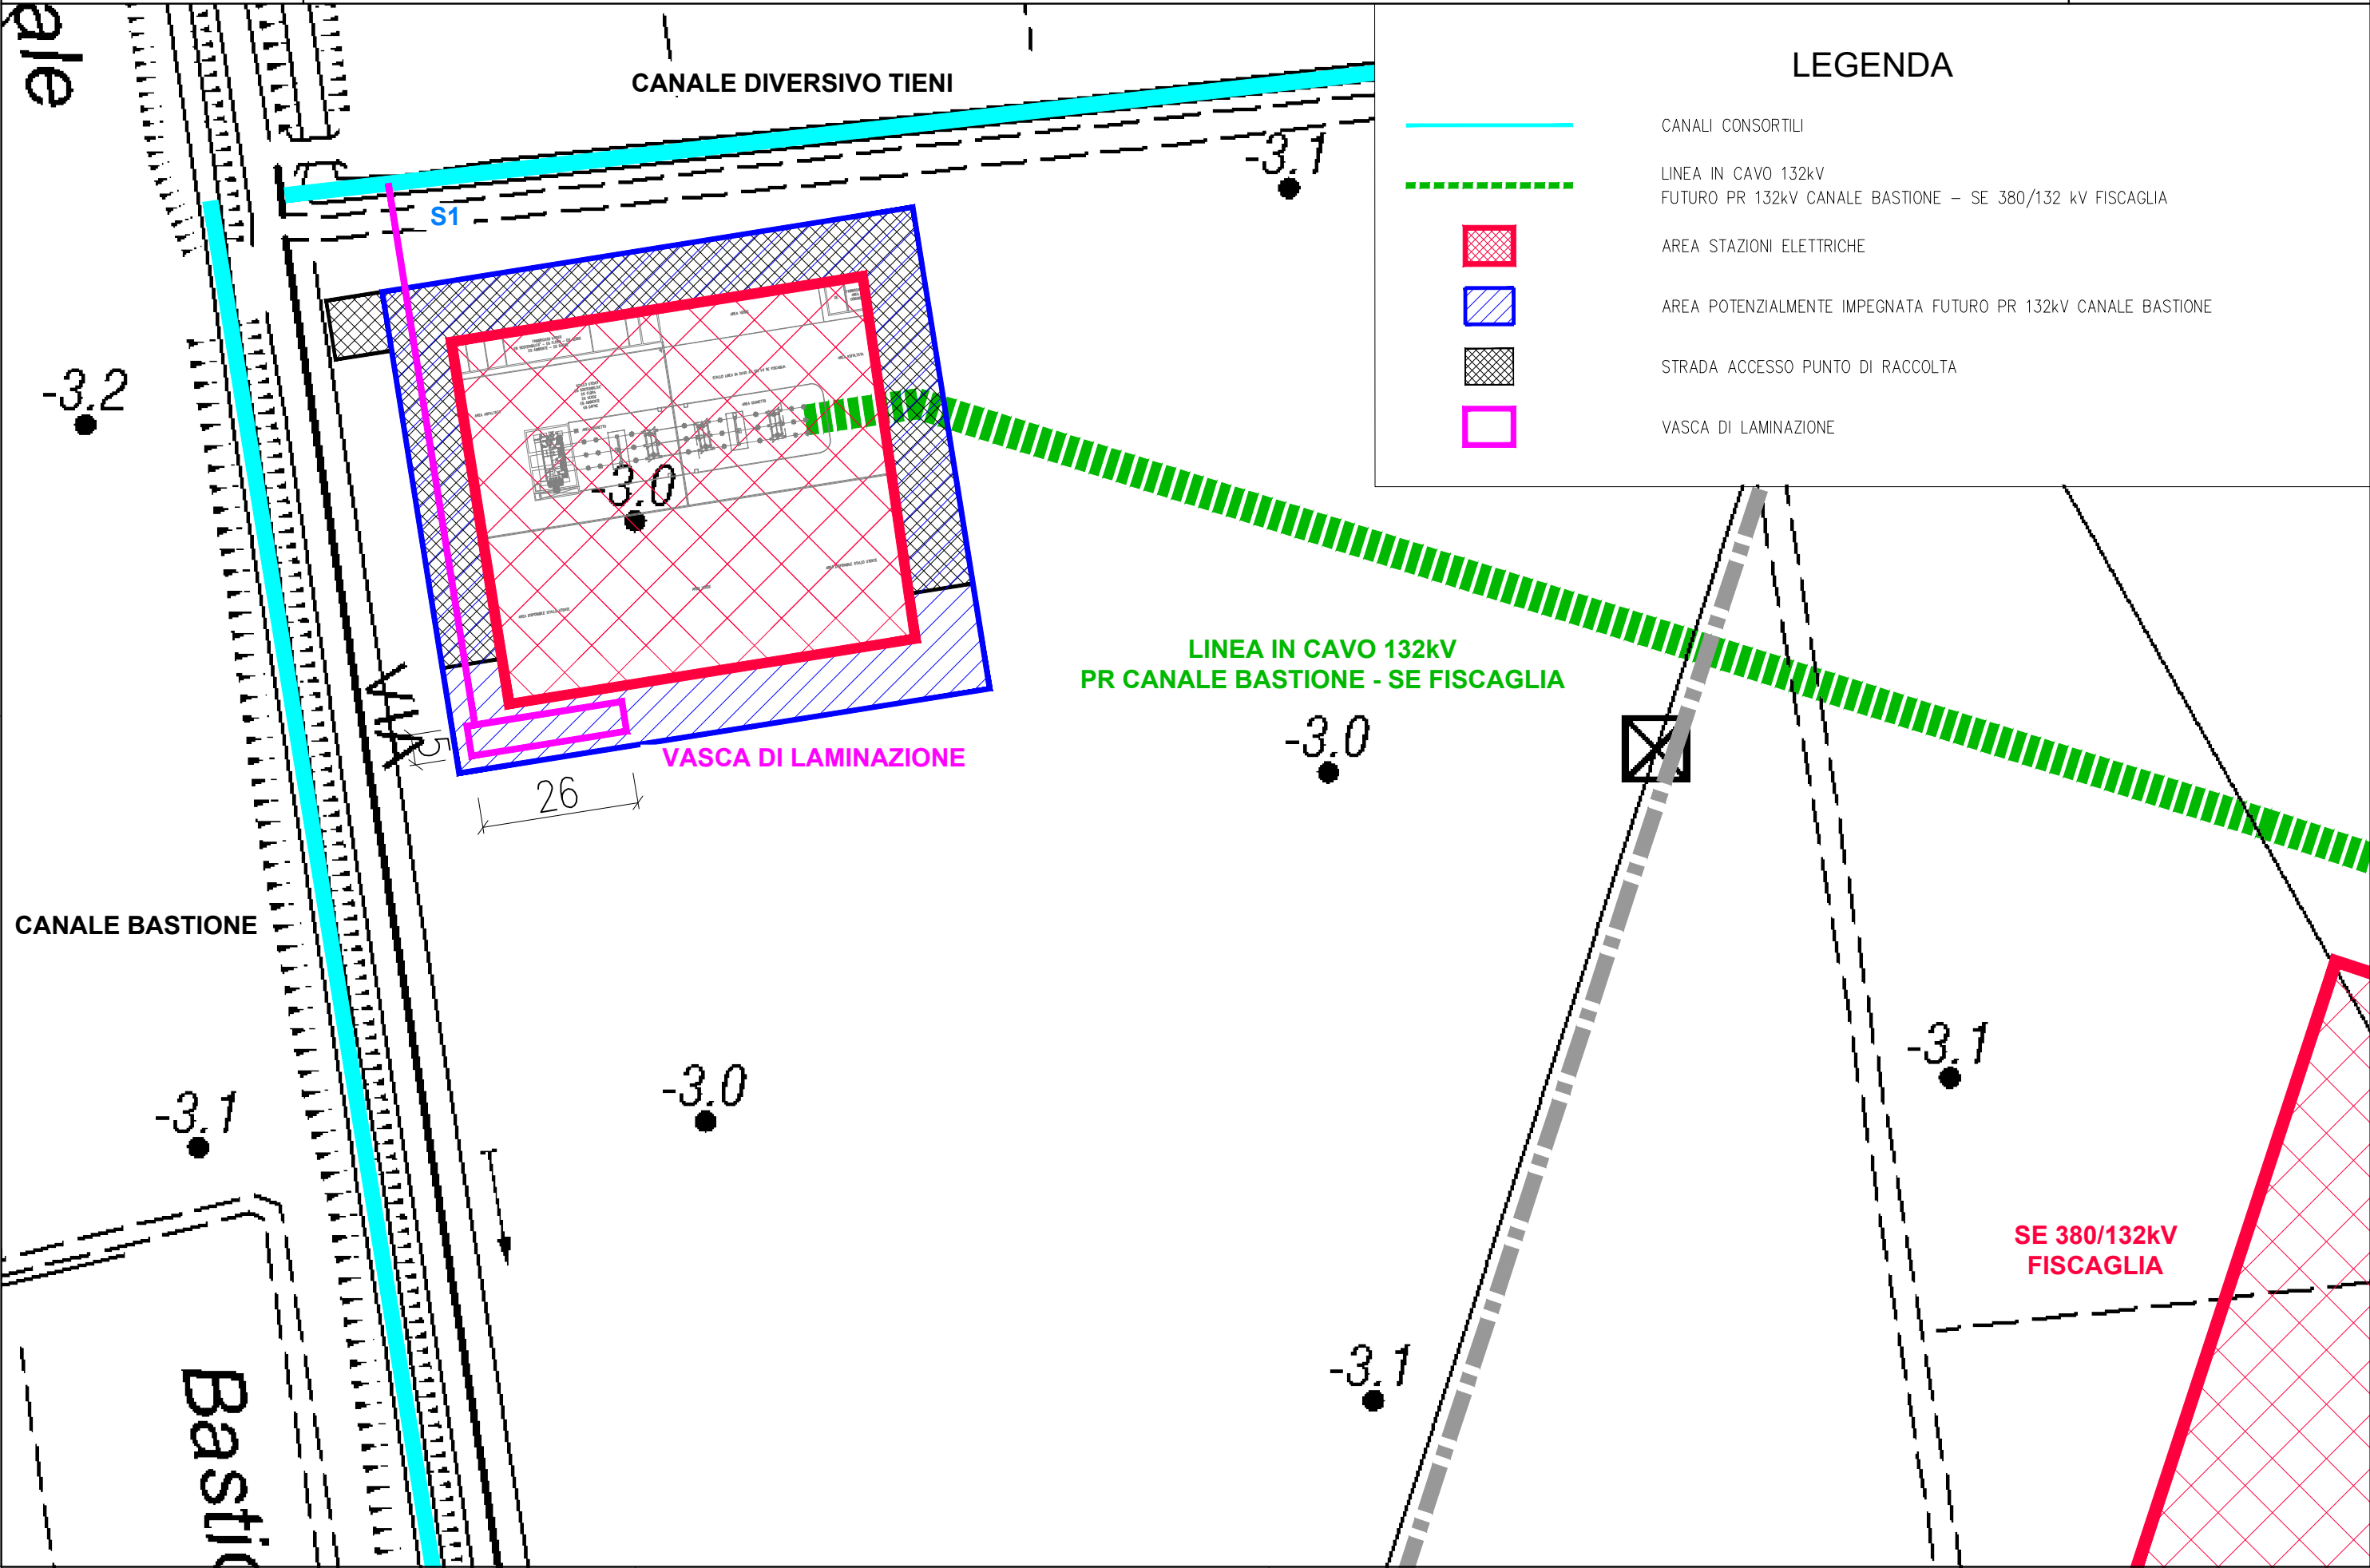 ale
CANALE DIVERSIVO TIENI
-3.1
S1
LEGENDA
CANALI CONSORTILI
LINEA IN CAVO 132kV
FUTURO PR 132kV CANALE BASTIONE – SE 380/132 kV FISCAGLIA
AREA STAZIONI ELETTRICHE
AREA POTENZIALMENTE IMPEGNATA FUTURO PR 132kV CANALE BASTIONE
STRADA ACCESSO PUNTO DI RACCOLTA
VASCA DI LAMINAZIONE
-3.2
-3.0
LINEA IN CAVO 132kV
PR CANALE BASTIONE - SE FISCAGLIA
VIA
5
VASCA DI LAMINAZIONE
26
-3.0
CANALE BASTIONE
-3.1
-3.0
-3.1
SE 380/132kV
FISCAGLIA
-3.1
Bastio